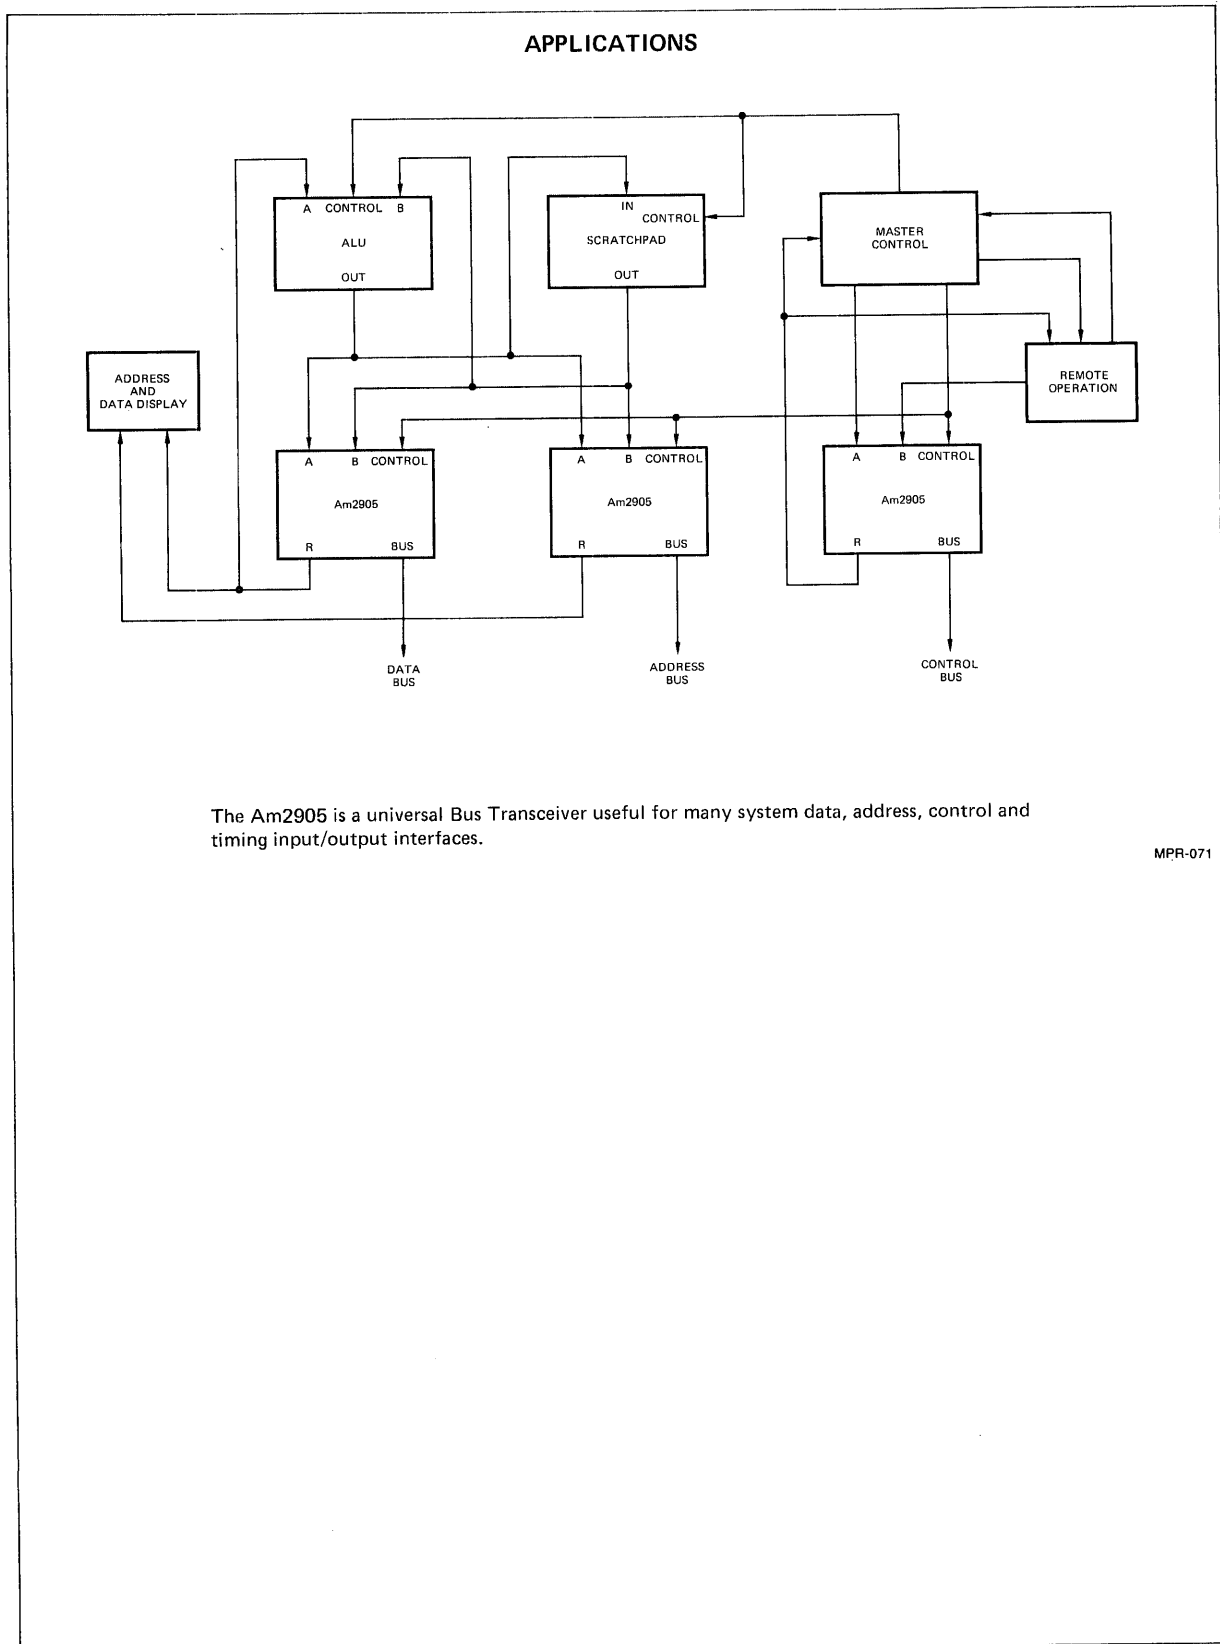 APPLICATIONS
A CONTROL B
ALU
OUT
IN
CONTROL
SCRATCHPAD
OUT
MASTER
CONTROL
ADDRESS
AND
DATA DISPLAY
REMOTE
OPERATION
A B CONTROL
Am2905
R BUS
A B CONTROL
Am2905
R BUS
A B CONTROL
Am2905
R BUS
DATA
BUS
ADDRESS
BUS
CONTROL
BUS
The Am2905 is a universal Bus Transceiver useful for many system data, address, control and
timing input/output interfaces.
MPR-071